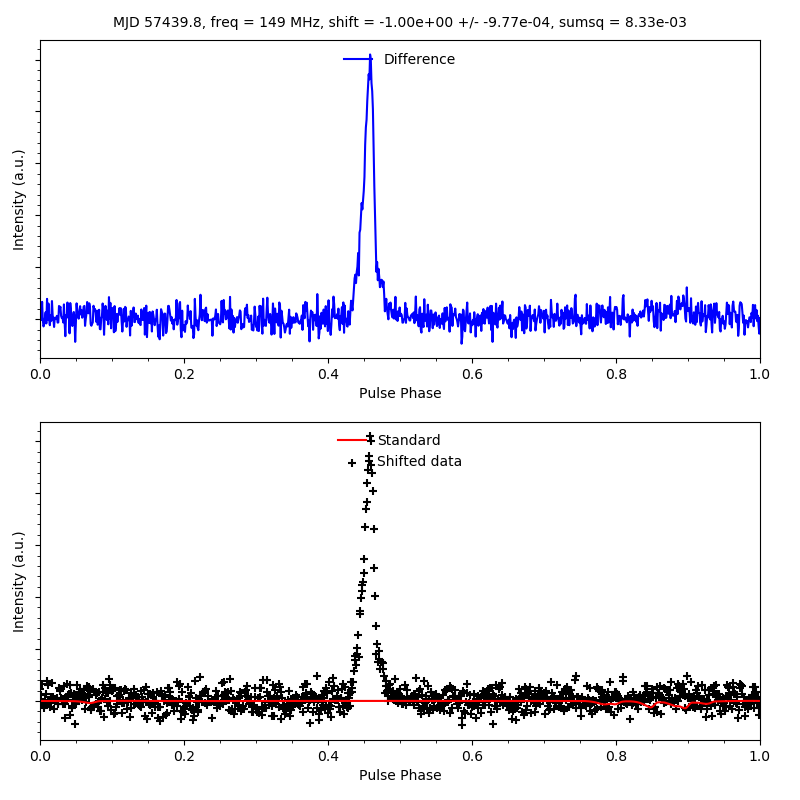 MJD 57439.8, freq = 149 MHz, shift = -1.00e+00 +/- -9.77e-04, sumsq = 8.33e-03
Difference
Intensity (a.u.)
0.0 0.2 0.4 0.6 0.8 1.0
Pulse Phase
Standard
Shifted data
Intensity (a.u.)
0.0 0.2 0.4 0.6 0.8 1.0
Pulse Phase